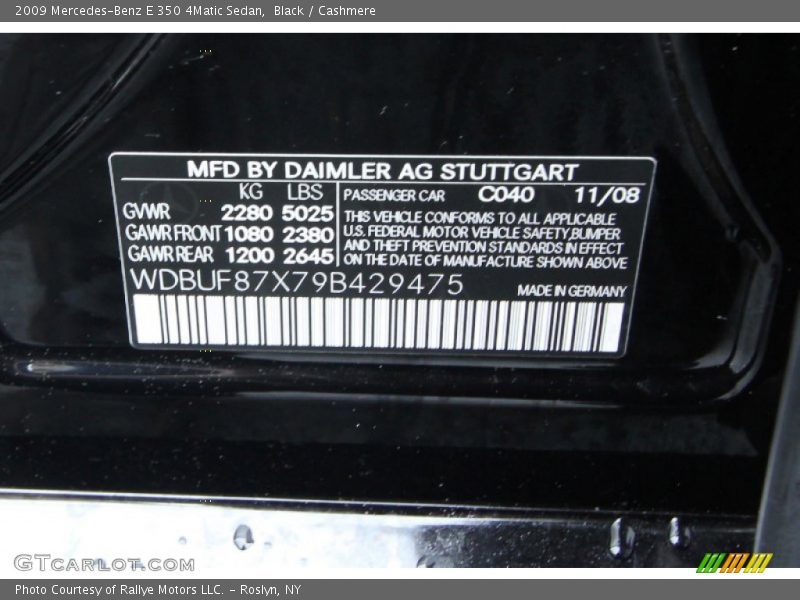 2009 Mercedes-Benz E 350 4Matic Sedan, Black / Cashmere
MFD BY DAIMLER AG STUTTGART
KG LBS
GVWR 2280 5025
GAWR FRONT 1080 2380
GAWR REAR 1200 2645
PASSENGER CAR C040 11/08
THIS VEHICLE CONFORMS TO ALL APPLICABLE
U.S. FEDERAL MOTOR VEHICLE SAFETY, BUMPER
AND THEFT PREVENTION STANDARDS IN EFFECT
ON THE DATE OF MANUFACTURE SHOWN ABOVE
WDBUF87X79B429475
MADE IN GERMANY
GTCARLOT.COM
Photo Courtesy of Rallye Motors LLC. - Roslyn, NY